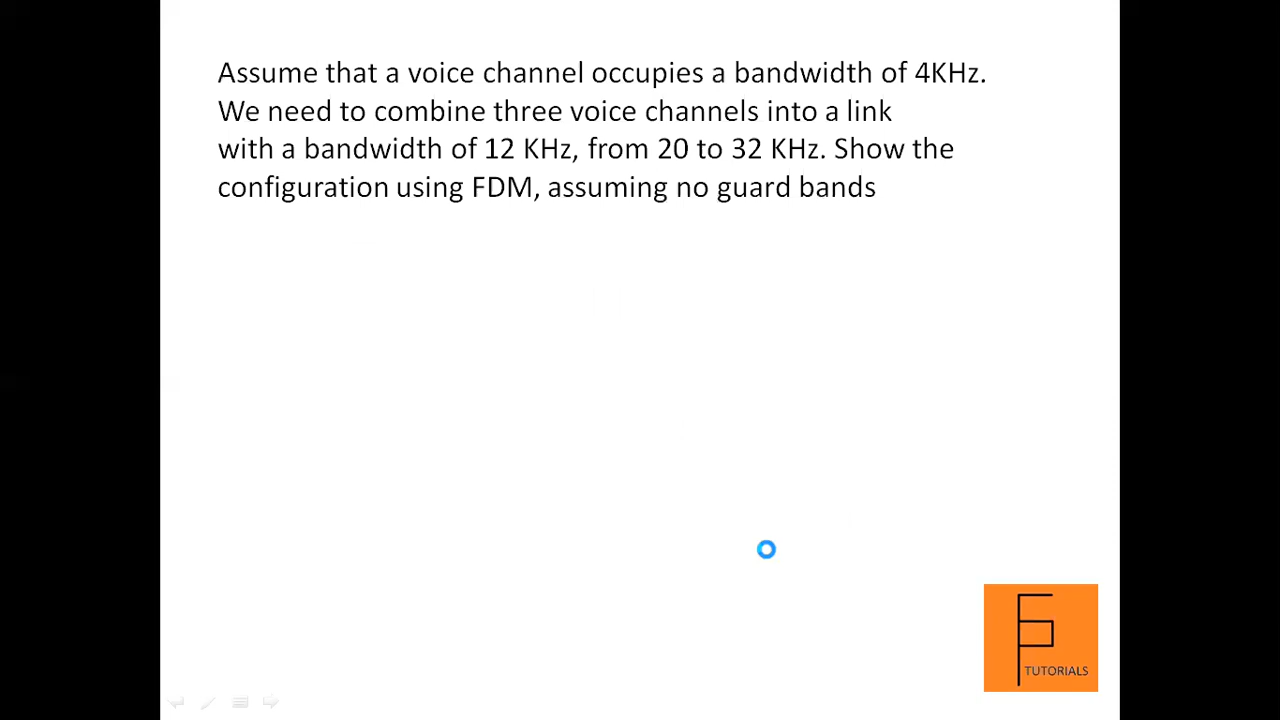 Assume that a voice channel occupies a bandwidth of 4KHz.
We need to combine three voice channels into a link
with a bandwidth of 12 KHz, from 20 to 32 KHz. Show the
configuration using FDM, assuming no guard bands
TUTORIALS